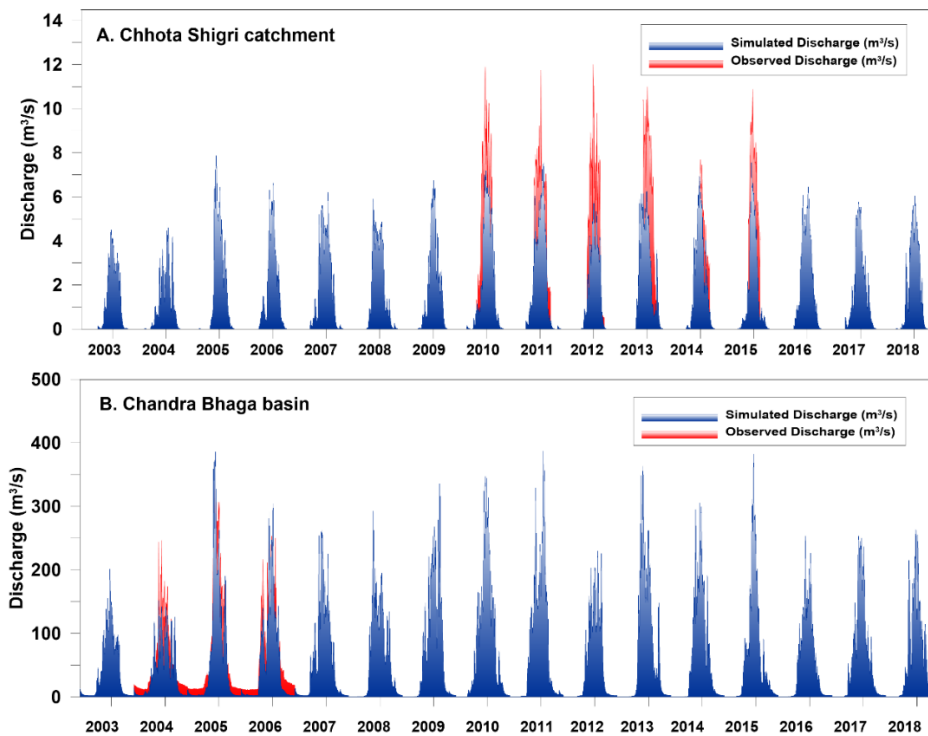 A. Chhota Shigri catchment
Simulated Discharge (m³/s)
Observed Discharge (m³/s)
Discharge (m³/s)
14
12
10
8
6
4
2
0
2003 2004 2005 2006 2007 2008 2009 2010 2011 2012 2013 2014 2015 2016 2017 2018
B. Chandra Bhaga basin
Simulated Discharge (m³/s)
Observed Discharge (m³/s)
Discharge (m³/s)
500
400
300
200
100
0
2003 2004 2005 2006 2007 2008 2009 2010 2011 2012 2013 2014 2015 2016 2017 2018